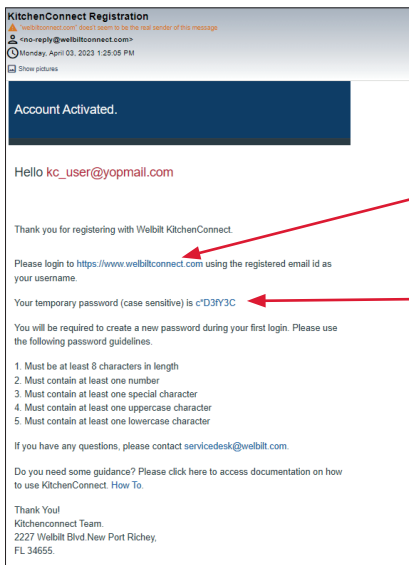 KitchenConnect Registration
'welbiltconnect.com' doesn't seem to be the real sender of this message
<no-reply@welbiltconnect.com>
Monday, April 03, 2023 1:25:05 PM
Show pictures
Account Activated.
Hello kc_user@yopmail.com
Thank you for registering with Welbilt KitchenConnect.
Please login to https://www.welbiltconnect.com using the registered email id as
your username.
Your temporary password (case sensitive) is c*D3fY3C
You will be required to create a new password during your first login. Please use
the following password guidelines.
1. Must be at least 8 characters in length
2. Must contain at least one number
3. Must contain at least one special character
4. Must contain at least one uppercase character
5. Must contain at least one lowercase character
If you have any questions, please contact servicedesk@welbilt.com.
Do you need some guidance? Please click here to access documentation on how
to use KitchenConnect. How To.
Thank You!
Kitchenconnect Team.
2227 Welbilt Blvd.New Port Richey,
FL 34655.